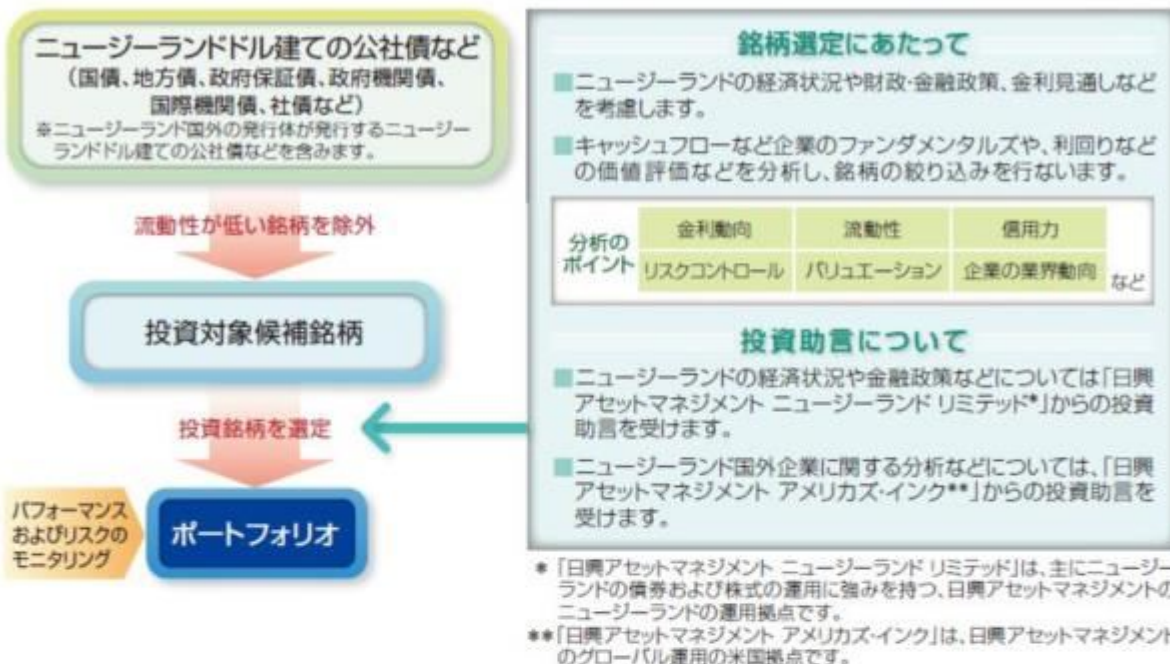 ニュージーランドドル建ての公社債など
(国債、地方債、政府保証債、政府機関債、
国際機関債、社債など)
※ニュージーランド国外の発行体が発行するニュージー
ランドドル建ての公社債などを含みます。
流動性が低い銘柄を除外
投資対象候補銘柄
投資銘柄を選定
パフォーマンス
およびリスクの
モニタリング
ポートフォリオ
銘柄選定にあたって
■ニュージーランドの経済状況や財政・金融政策、金利見通しなど
を考慮します。
■キャッシュフローなど企業のファンダメンタルズや、利回りなど
の価値評価などを分析し、銘柄の絞り込みを行ないます。
分析の
ポイント
金利動向 流動性 信用力
リスクコントロール バリュエーション 企業の業界動向 など
投資助言について
■ニュージーランドの経済状況や金融政策などについては「日興
アセットマネジメント ニュージーランド リミテッド*」からの投資
助言を受けます。
■ニュージーランド国外企業に関する分析などについては、「日興
アセットマネジメント アメリカズ・インク**」からの投資助言を
受けます。
* 「日興アセットマネジメント ニュージーランド リミテッド」は、主にニュージー
ランドの債券および株式の運用に強みを持つ、日興アセットマネジメントの
ニュージーランドの運用拠点です。
**「日興アセットマネジメント アメリカズ・インク」は、日興アセットマネジメント
のグローバル運用の米国拠点です。